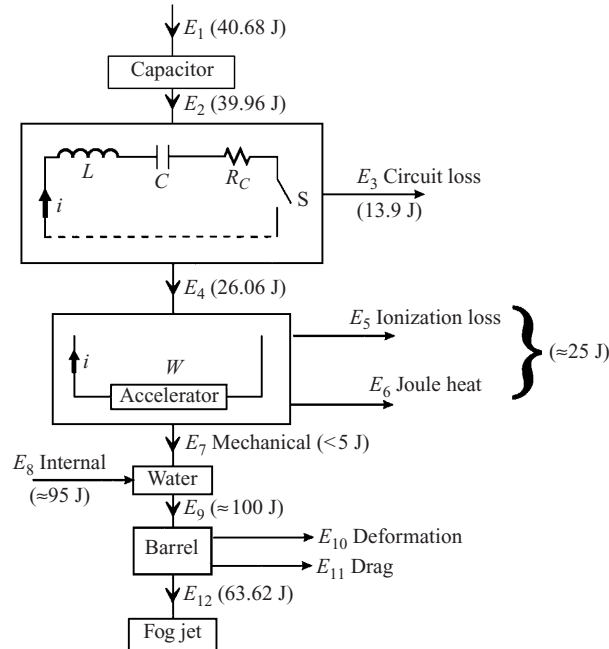 E₁ (40.68 J)
Capacitor
E₂ (39.96 J)
L
C
R_C
S
i
E₃ Circuit loss
(13.9 J)
E₄ (26.06 J)
E₅ Ionization loss
i
W
Accelerator
E₆ Joule heat
(≈25 J)
E₇ Mechanical (<5 J)
E₈ Internal
(≈95 J)
Water
E₉ (≈100 J)
Barrel
E₁₀ Deformation
E₁₁ Drag
E₁₂ (63.62 J)
Fog jet